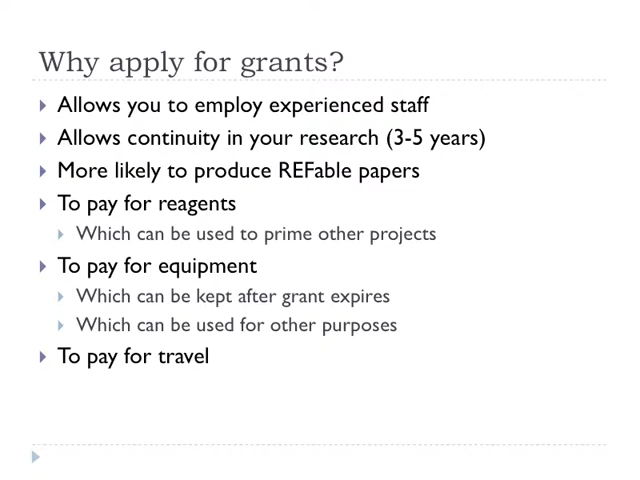 Why apply for grants?
Allows you to employ experienced staff
Allows continuity in your research (3-5 years)
More likely to produce REFable papers
To pay for reagents
Which can be used to prime other projects
To pay for equipment
Which can be kept after grant expires
Which can be used for other purposes
To pay for travel